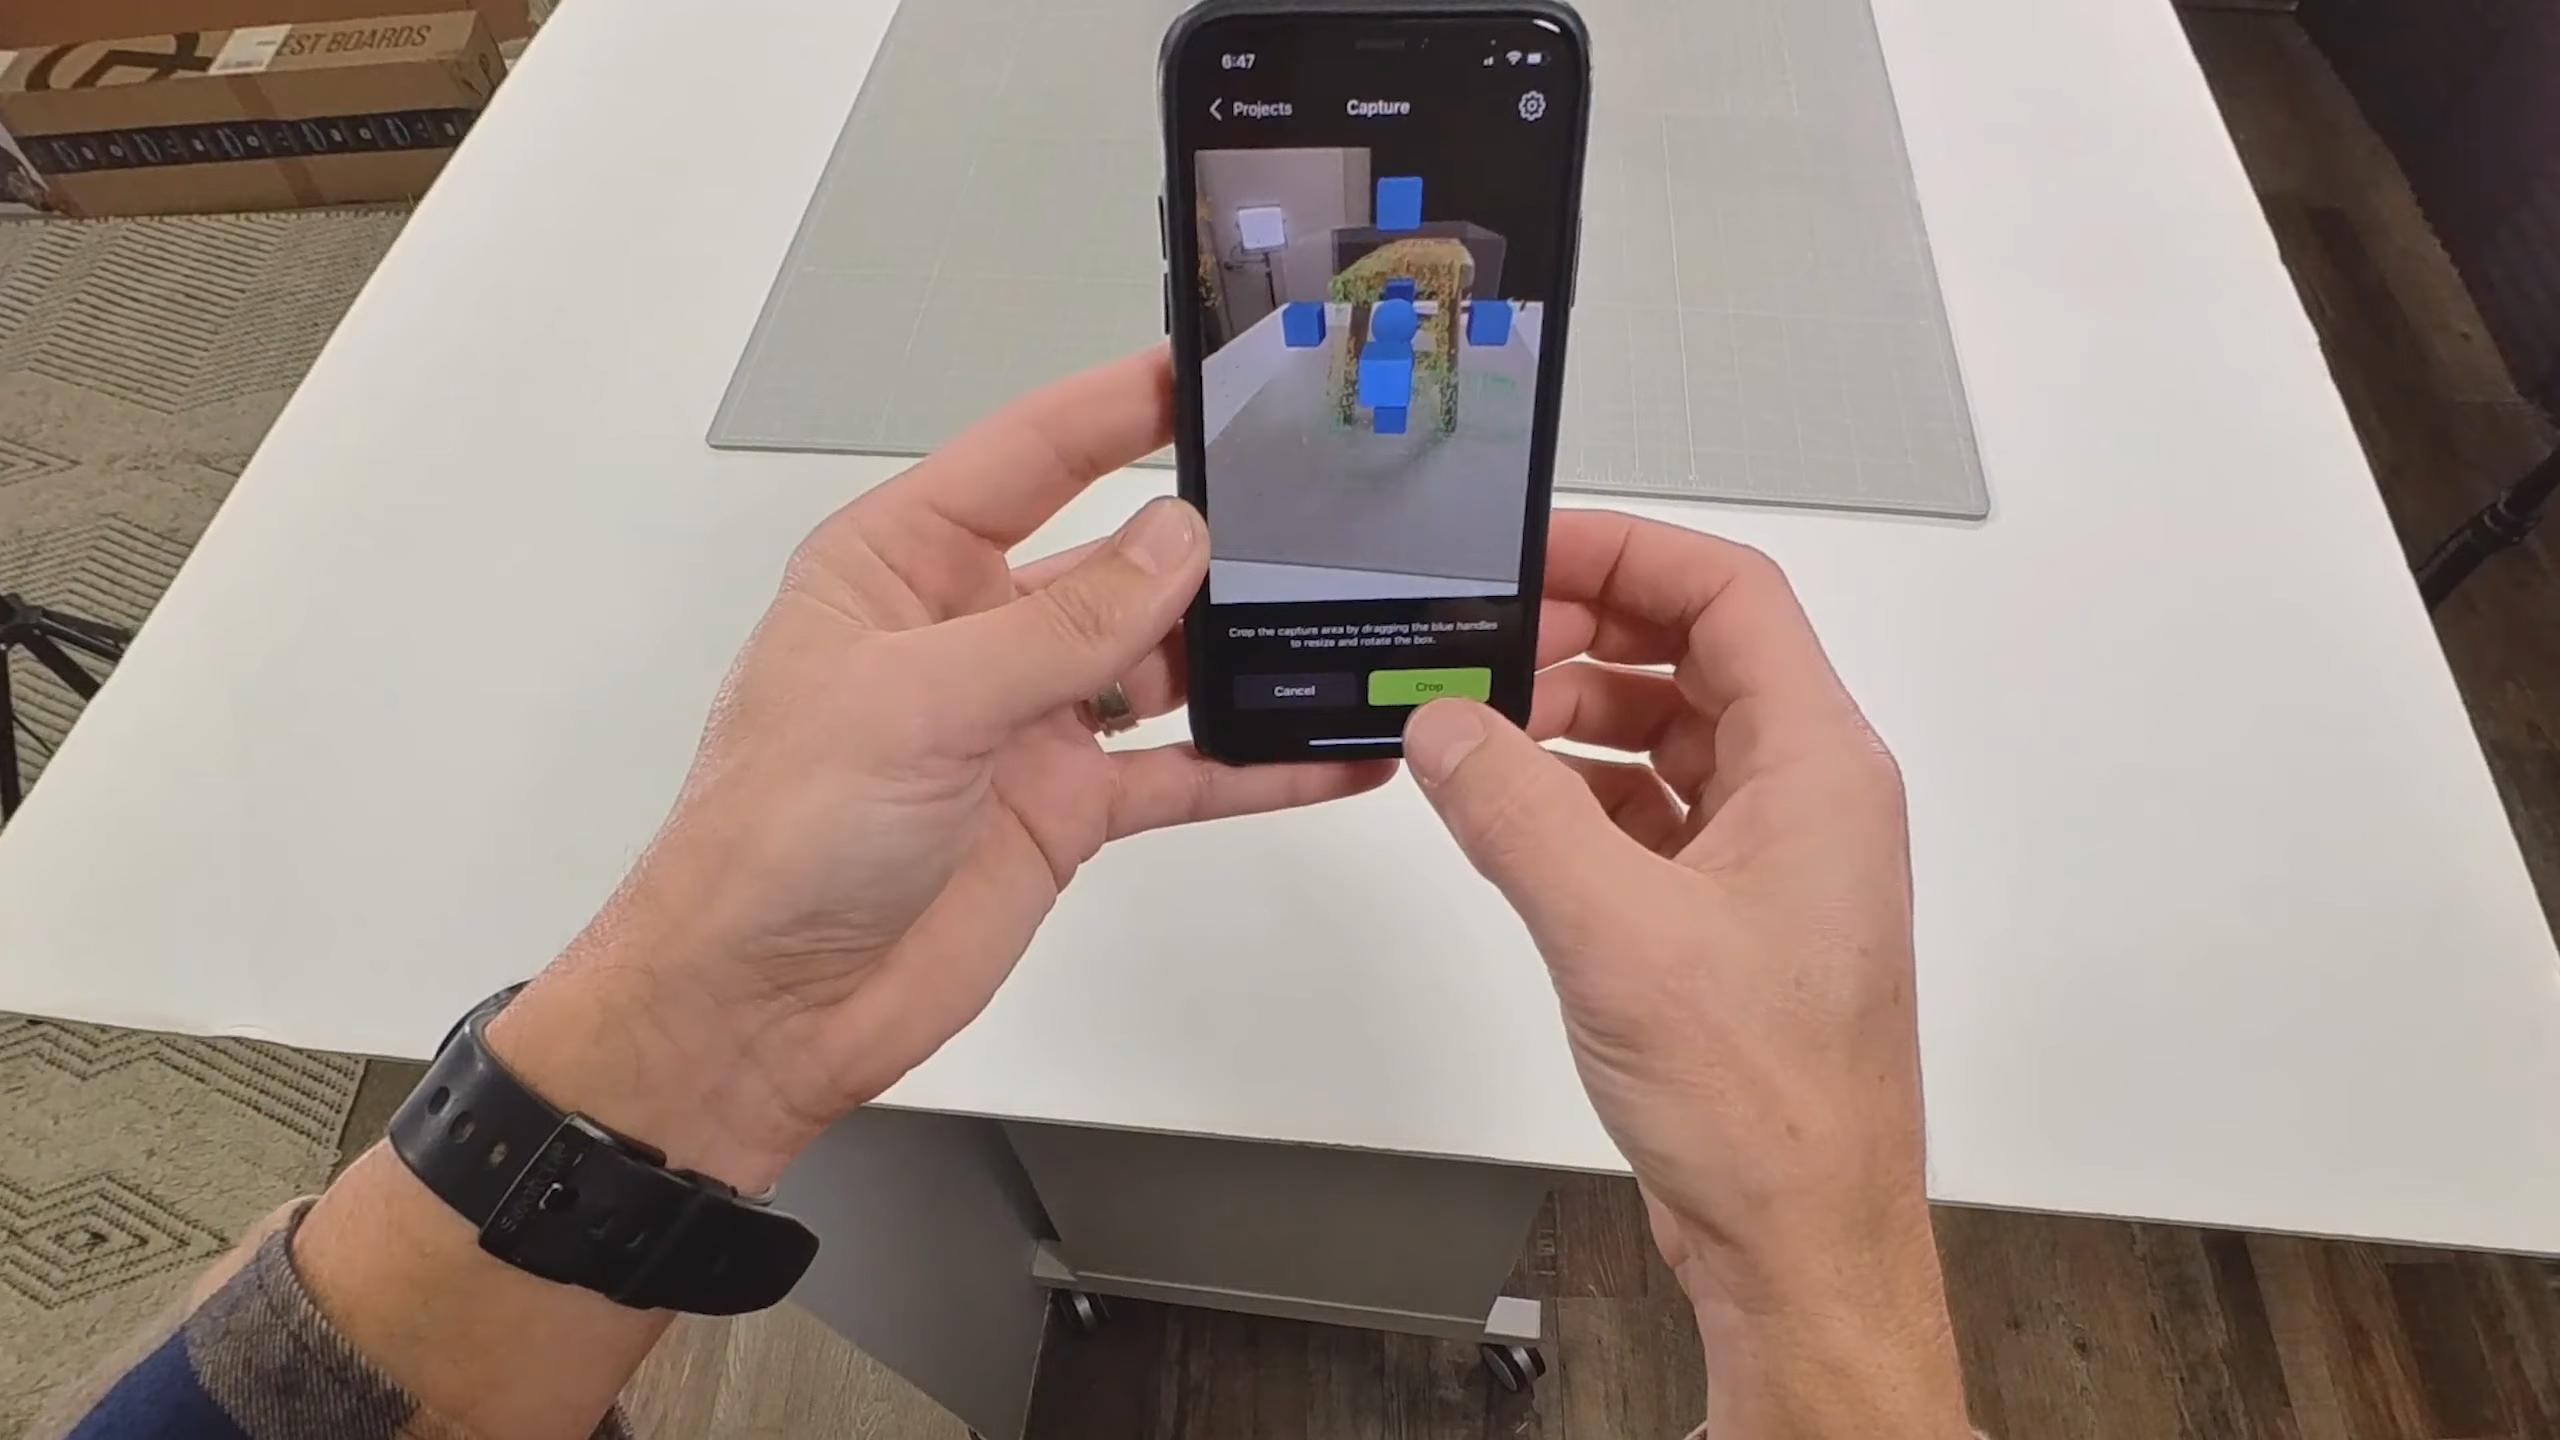 EST BOARDS
6:47
Projects
Capture
Crop the capture area by dragging the blue handles
to resize and rotate the box.
Cancel
Crop